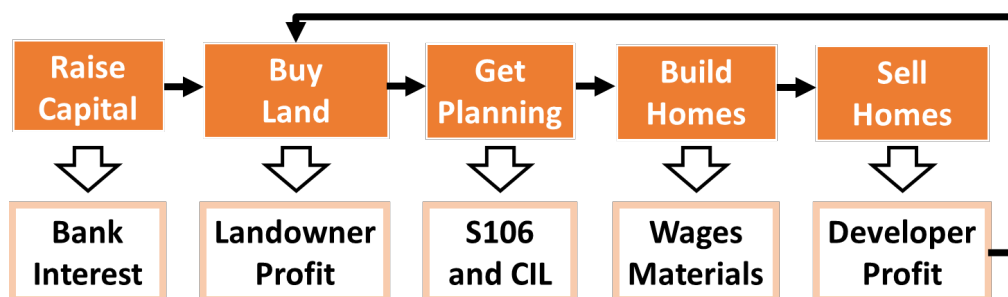 Raise
Capital
Buy
Land
Get
Planning
Build
Homes
Sell
Homes
Bank
Interest
Landowner
Profit
S106
and CIL
Wages
Materials
Developer
Profit